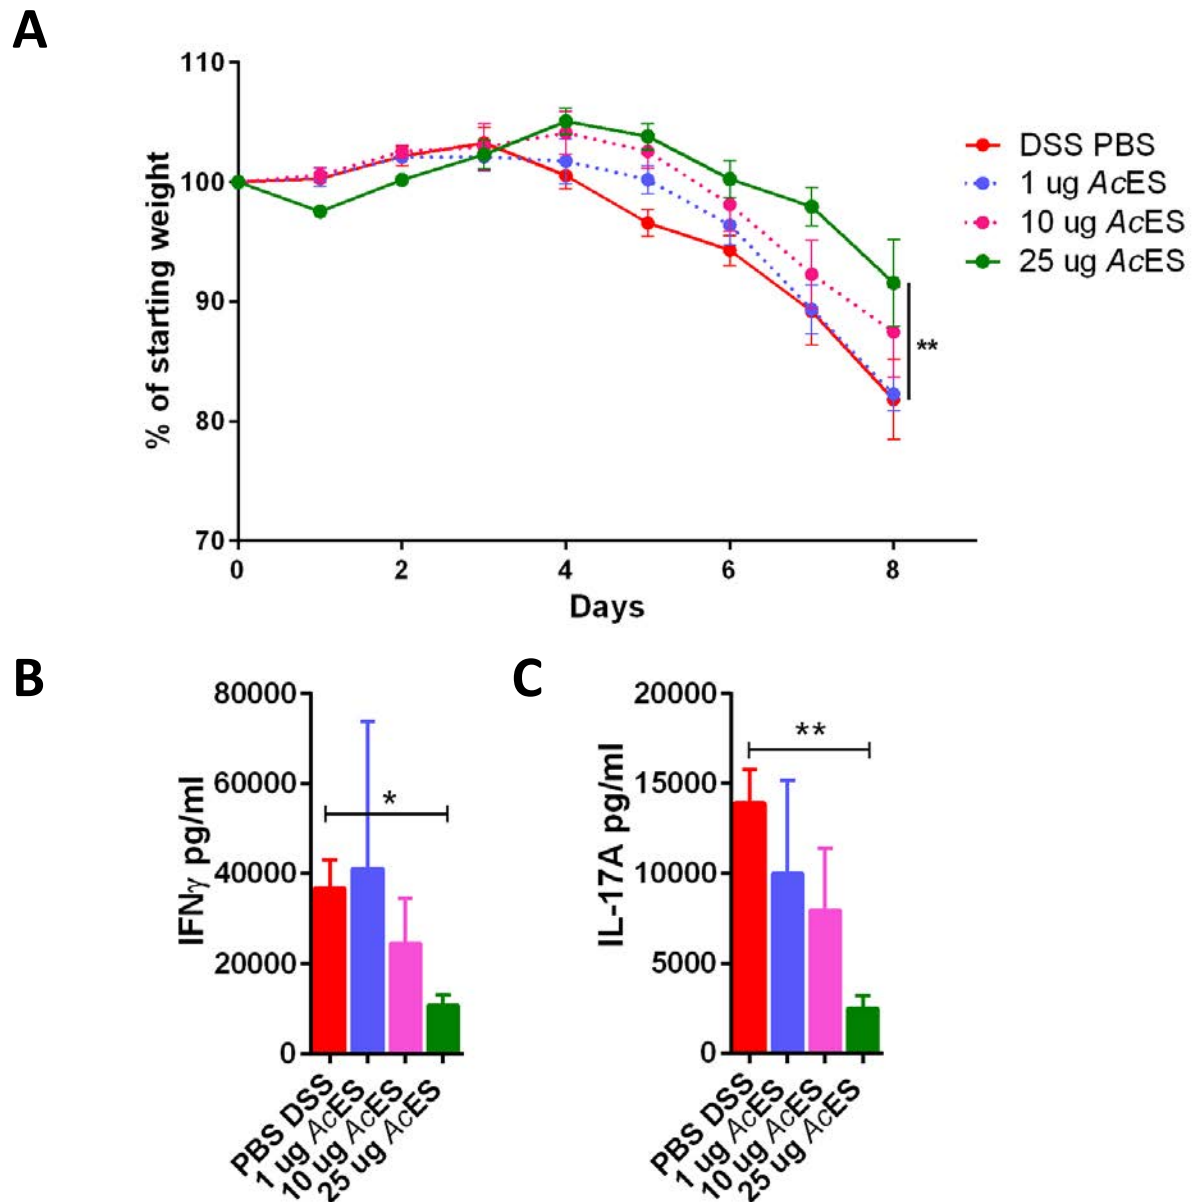 A
110
100
90
80
70
% of starting weight
0 2 4 6 8
Days
DSS PBS
1 ug AcES
10 ug AcES
25 ug AcES
**
B
80000
60000
40000
20000
0
IFNγ pg/ml
*
PBS DSS
1 ug AcES
10 ug AcES
25 ug AcES
C
20000
15000
10000
5000
0
IL-17A pg/ml
**
PBS DSS
1 ug AcES
10 ug AcES
25 ug AcES